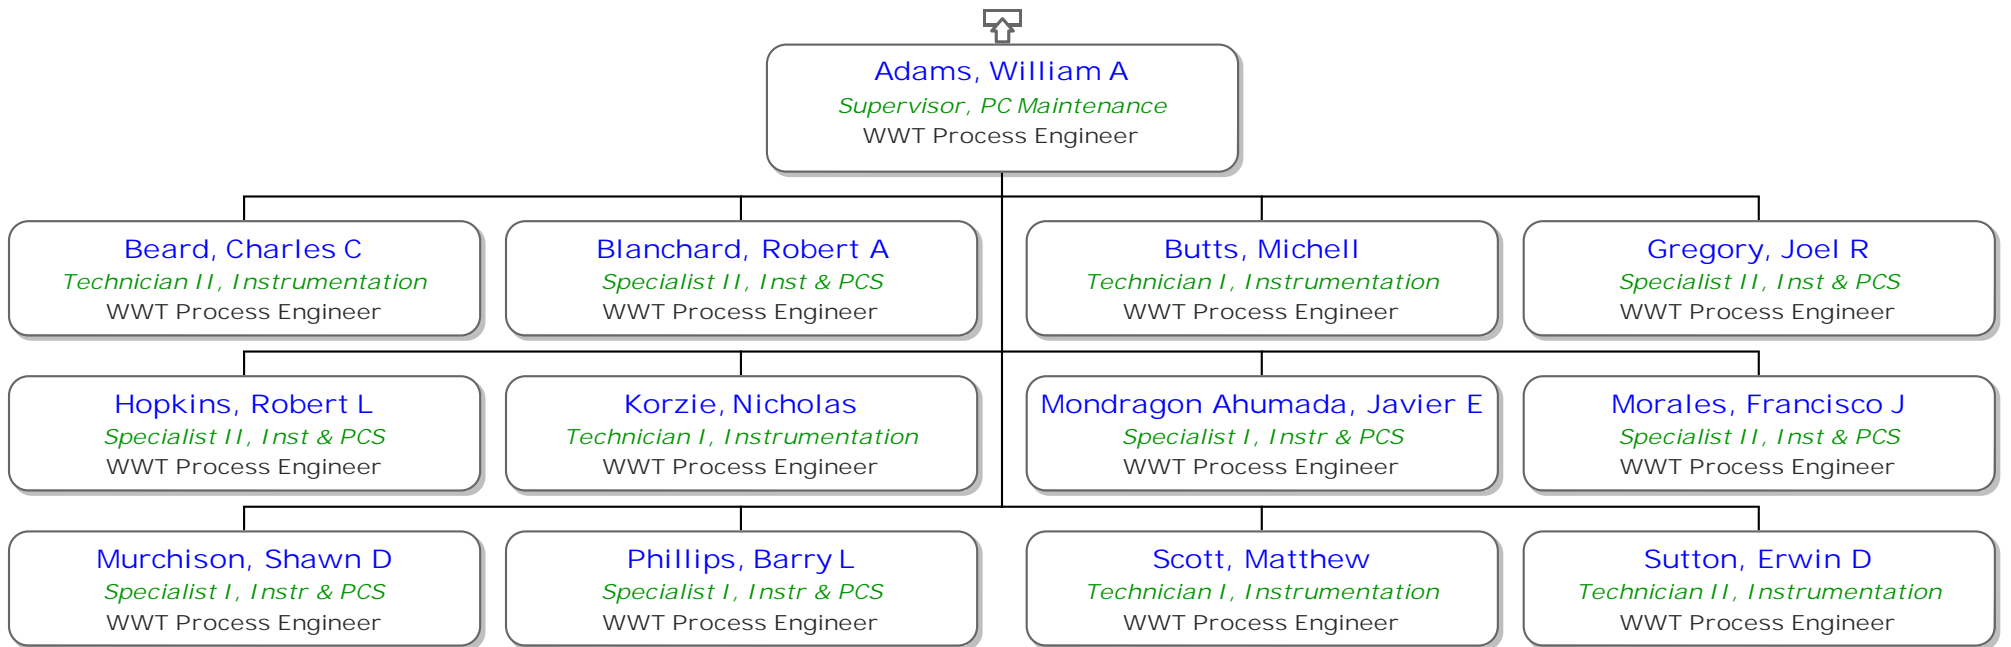 Adams, William A
Supervisor, PC Maintenance
WWT Process Engineer
Beard, Charles C
Technician II, Instrumentation
WWT Process Engineer
Blanchard, Robert A
Specialist II, Inst & PCS
WWT Process Engineer
Butts, Michell
Technician I, Instrumentation
WWT Process Engineer
Gregory, Joel R
Specialist II, Inst & PCS
WWT Process Engineer
Hopkins, Robert L
Specialist II, Inst & PCS
WWT Process Engineer
Korzie, Nicholas
Technician I, Instrumentation
WWT Process Engineer
Mondragon Ahumada, Javier E
Specialist I, Instr & PCS
WWT Process Engineer
Morales, Francisco J
Specialist II, Inst & PCS
WWT Process Engineer
Murchison, Shawn D
Specialist I, Instr & PCS
WWT Process Engineer
Phillips, Barry L
Specialist I, Instr & PCS
WWT Process Engineer
Scott, Matthew
Technician I, Instrumentation
WWT Process Engineer
Sutton, Erwin D
Technician II, Instrumentation
WWT Process Engineer